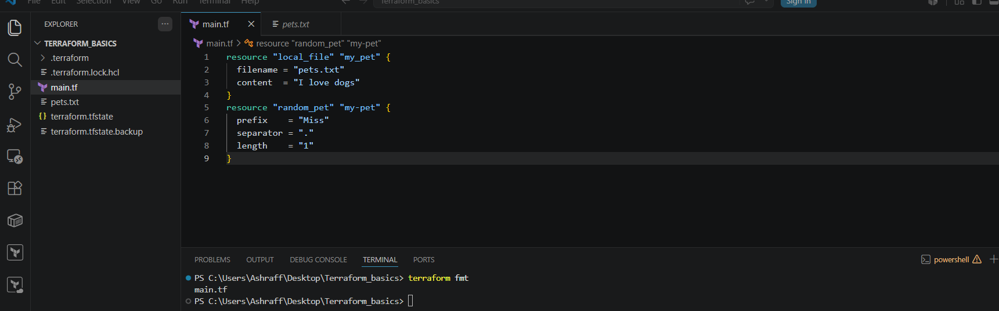 File Edit Selection View Go Run Terminal Help
Terraform_basics
Sign in
EXPLORER
TERRAFORM_BASICS
.terraform
.terraform.lock.hcl
main.tf
pets.txt
terraform.tfstate
terraform.tfstate.backup
main.tf
pets.txt
main.tf > resource "random_pet" "my-pet"
1 resource "local_file" "my_pet" {
2 filename = "pets.txt"
3 content  = "I love dogs"
4 }
5 resource "random_pet" "my-pet" {
6 prefix    = "Miss"
7 separator = "."
8 length    = "1"
9 }
PROBLEMS OUTPUT DEBUG CONSOLE TERMINAL PORTS
powershell
PS C:\Users\Ashraff\Desktop\Terraform_basics> terraform fmt
main.tf
PS C:\Users\Ashraff\Desktop\Terraform_basics>